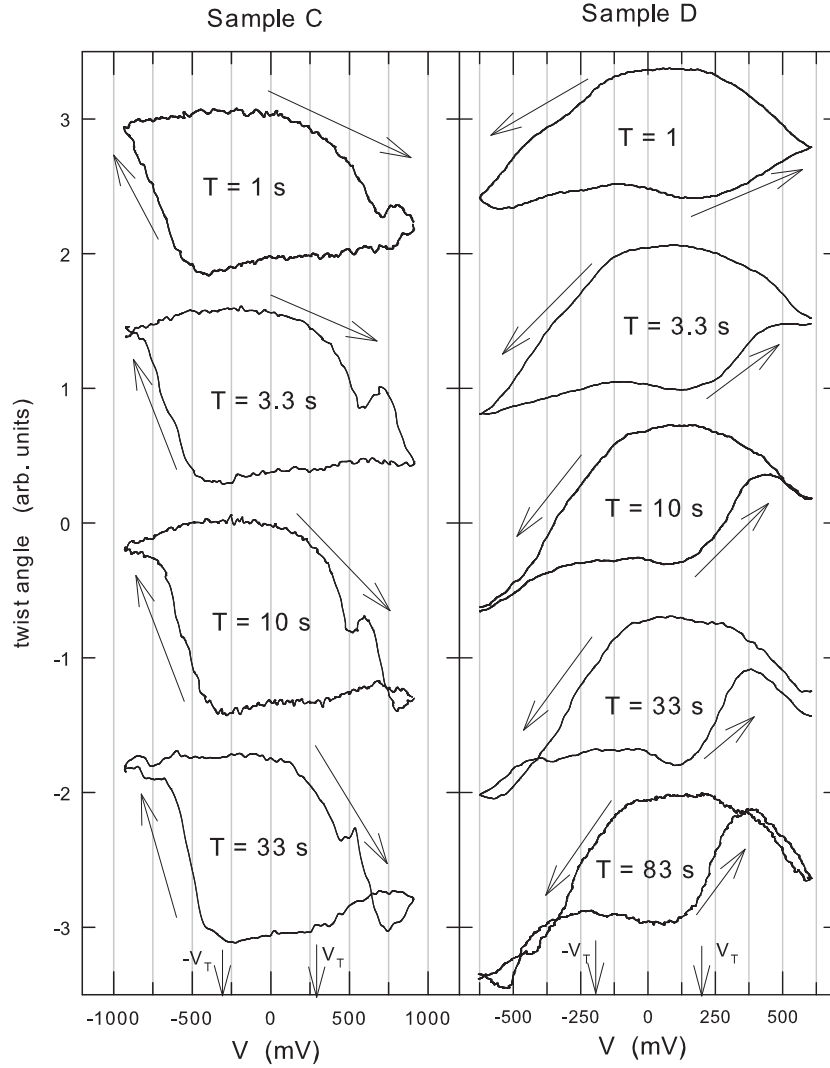 Sample C
Sample D
3
2
1
0
-1
-2
-3
twist angle (arb. units)
T = 1 s
T = 3.3 s
T = 10 s
T = 33 s
-V_T
V_T
T = 1
T = 3.3 s
T = 10 s
T = 33 s
T = 83 s
-V_T
V_T
-1000 -500 0 500 1000
-500 -250 0 250 500
V (mV)
V (mV)